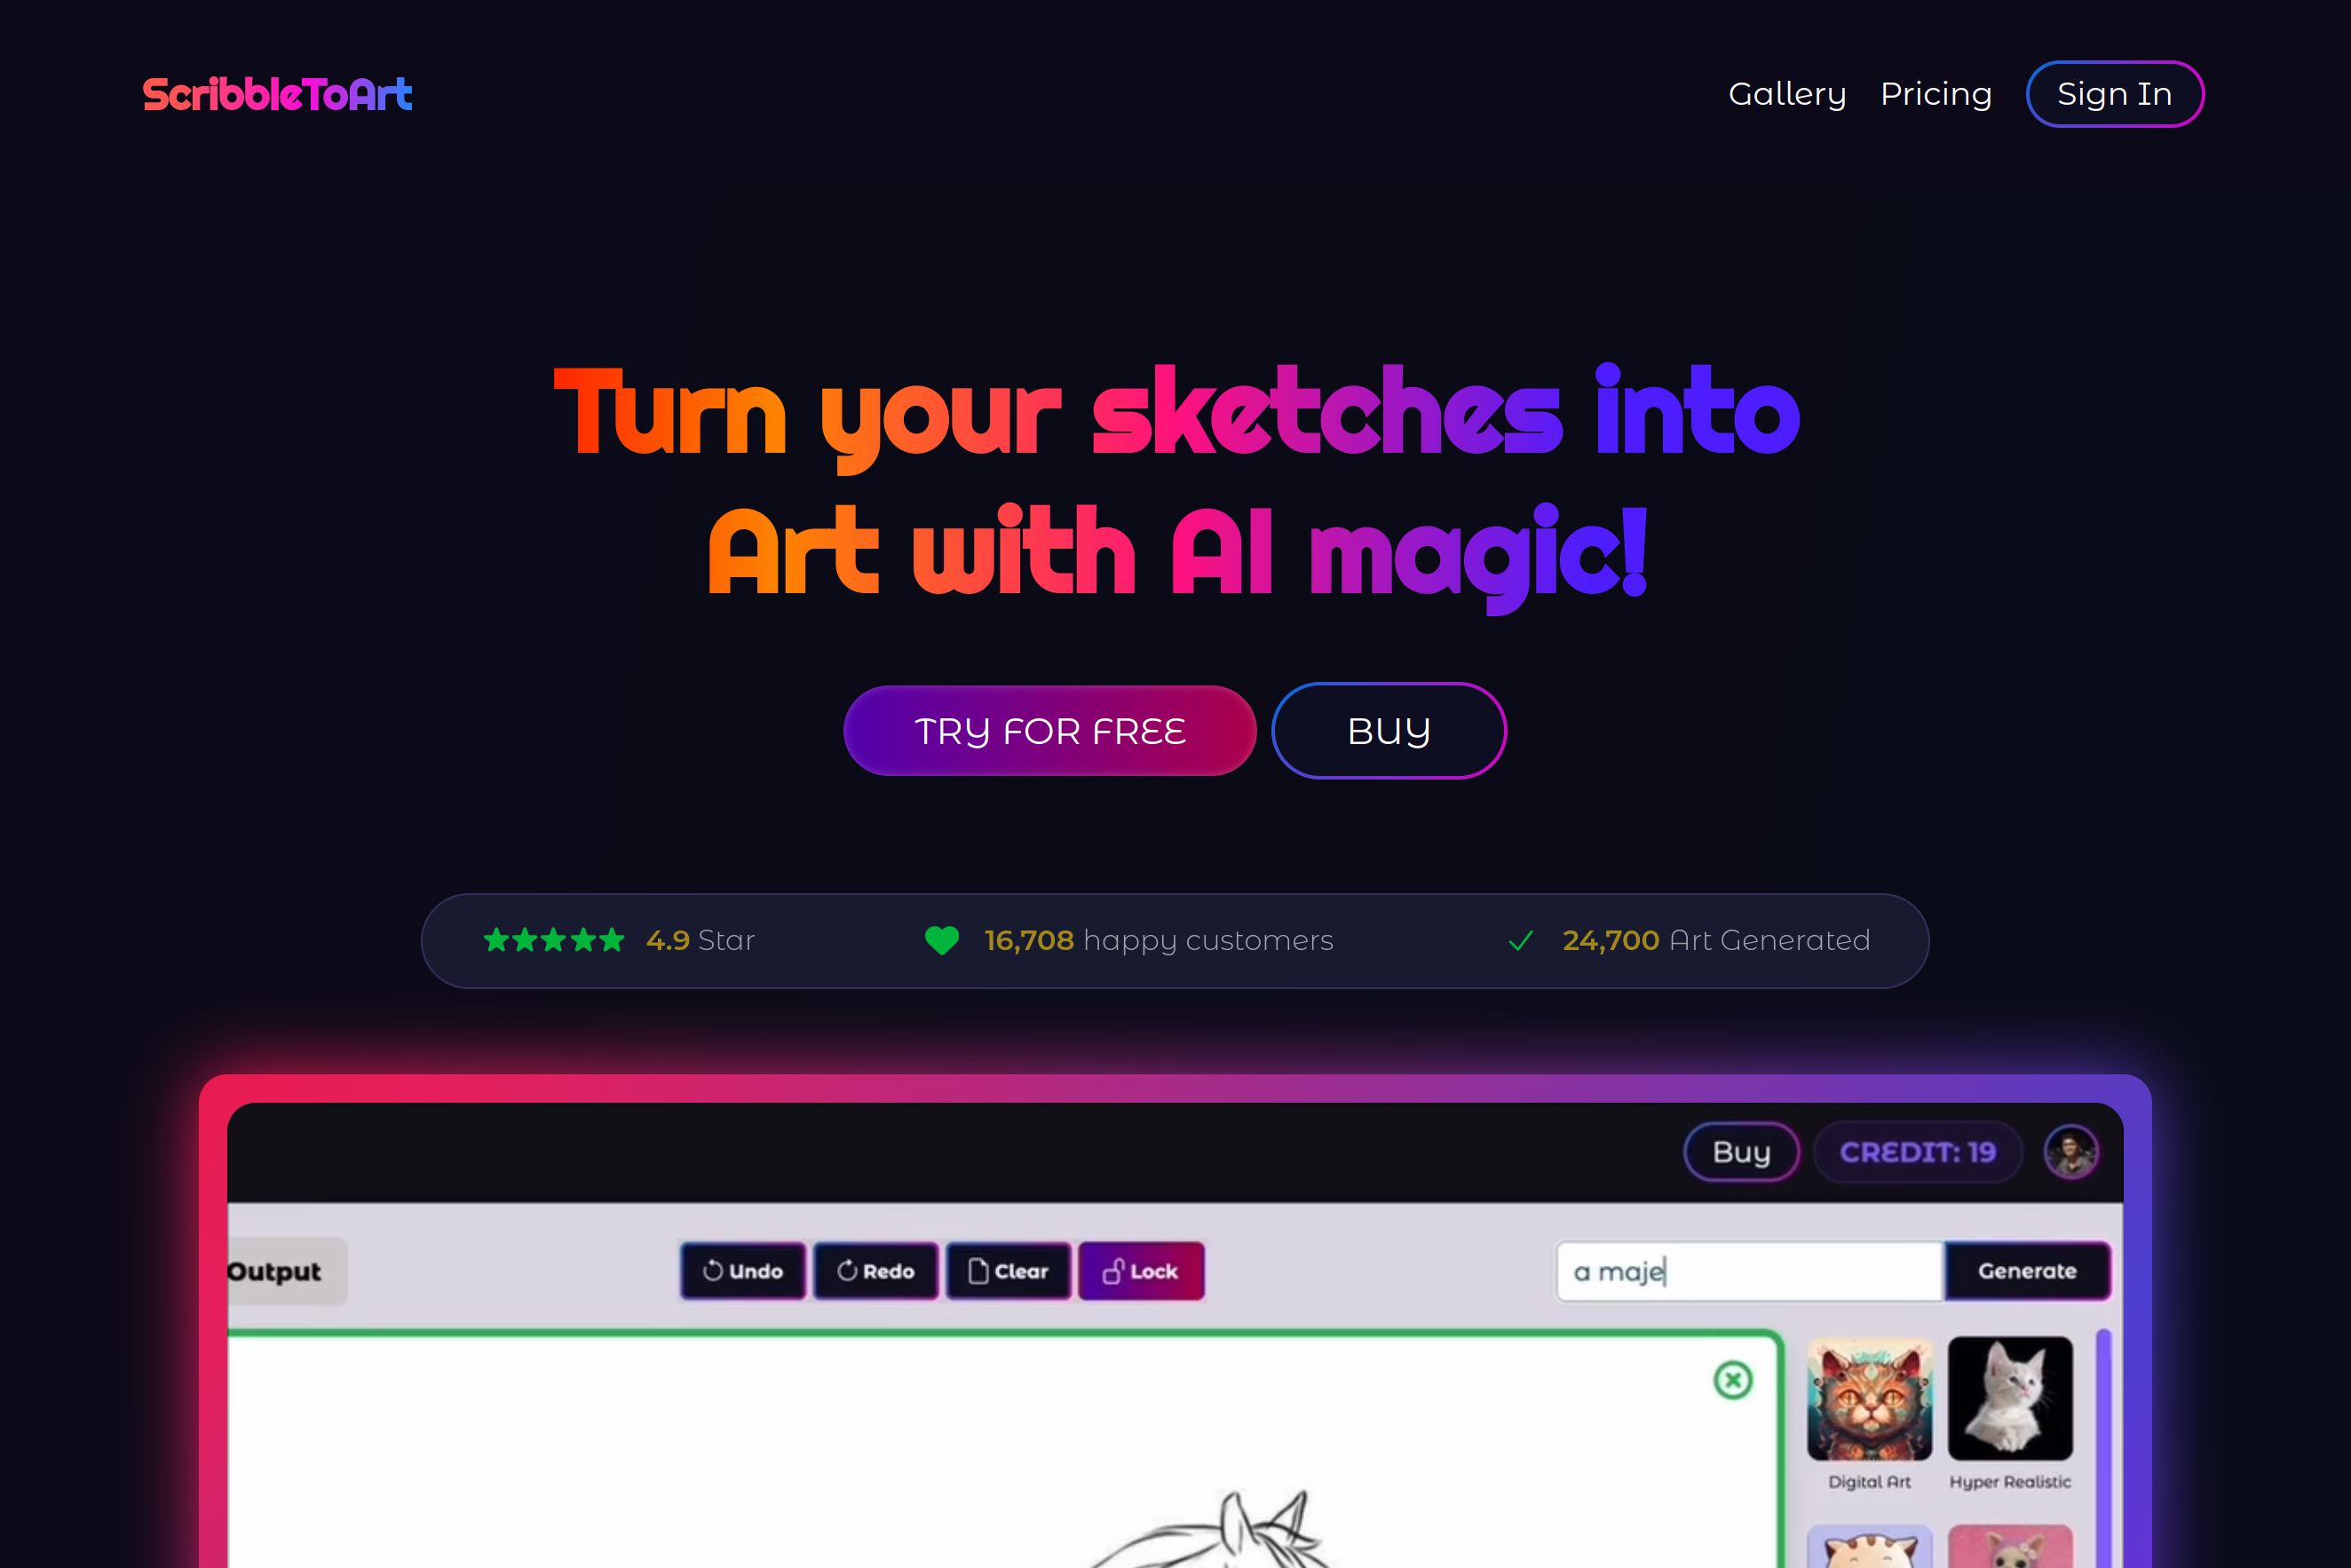 ScribbleToArt
Gallery Pricing Sign In
Turn your sketches into
Art with AI magic!
TRY FOR FREE BUY
4.9 Star 16,708 happy customers 24,700 Art Generated
Buy CREDIT: 19
Output Undo Redo Clear Lock a maje Generate
Digital Art Hyper Realistic